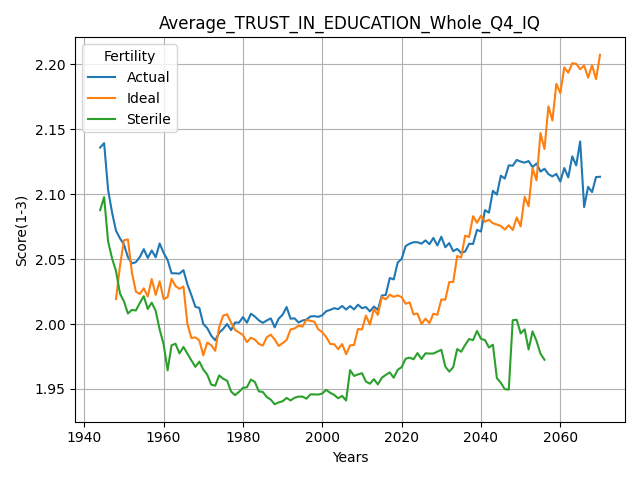 Average_TRUST_IN_EDUCATION_Whole_Q4_IQ
Fertility
Actual
Ideal
Sterile
Score(1-3)
2.20
2.15
2.10
2.05
2.00
1.95
1940
1960
1980
2000
2020
2040
2060
Years